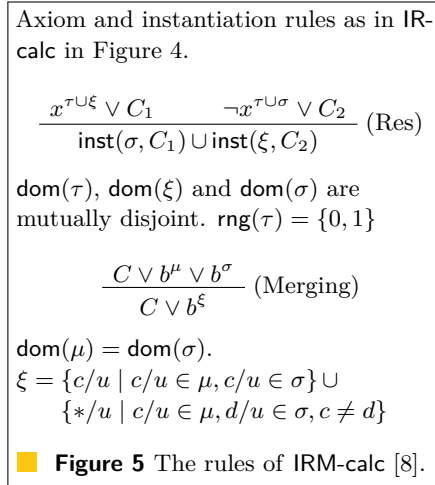 Axiom and instantiation rules as in IR-
calc in Figure 4.
x^{τ∪ξ} ∨ C_1    ¬x^{τ∪σ} ∨ C_2
(Res)
inst(σ, C_1) ∪ inst(ξ, C_2)
dom(τ), dom(ξ) and dom(σ) are
mutually disjoint. rng(τ) = {0, 1}
C ∨ b^μ ∨ b^σ
(Merging)
C ∨ b^ξ
dom(μ) = dom(σ).
ξ = {c/u | c/u ∈ μ, c/u ∈ σ} ∪
{∗/u | c/u ∈ μ, d/u ∈ σ, c ≠ d}
Figure 5 The rules of IRM-calc [8].